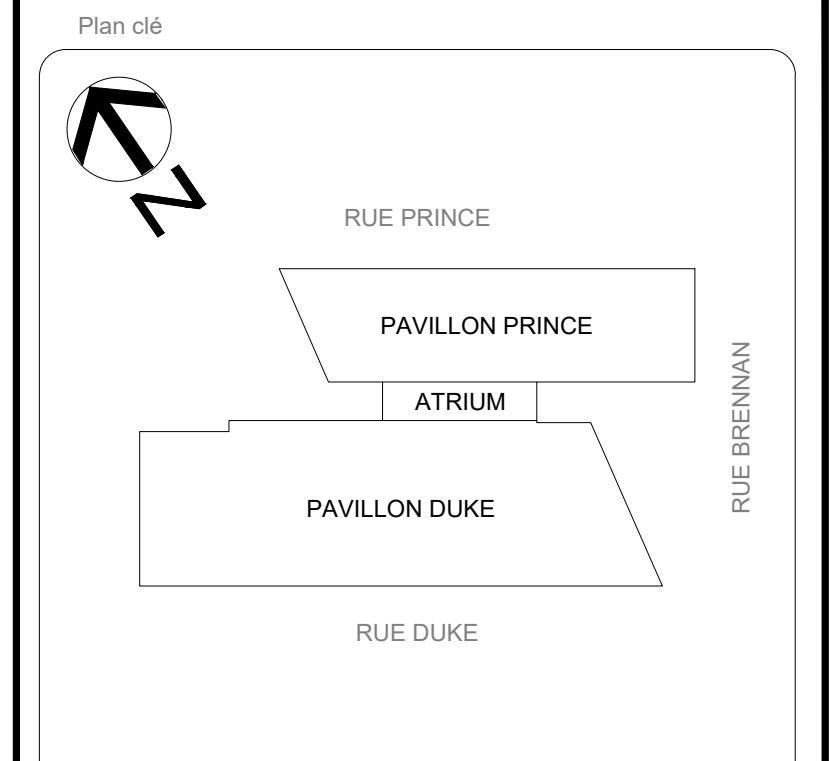 Plan clé
N
RUE PRINCE
PAVILLON PRINCE
ATRIUM
RUE BRENNAN
PAVILLON DUKE
RUE DUKE